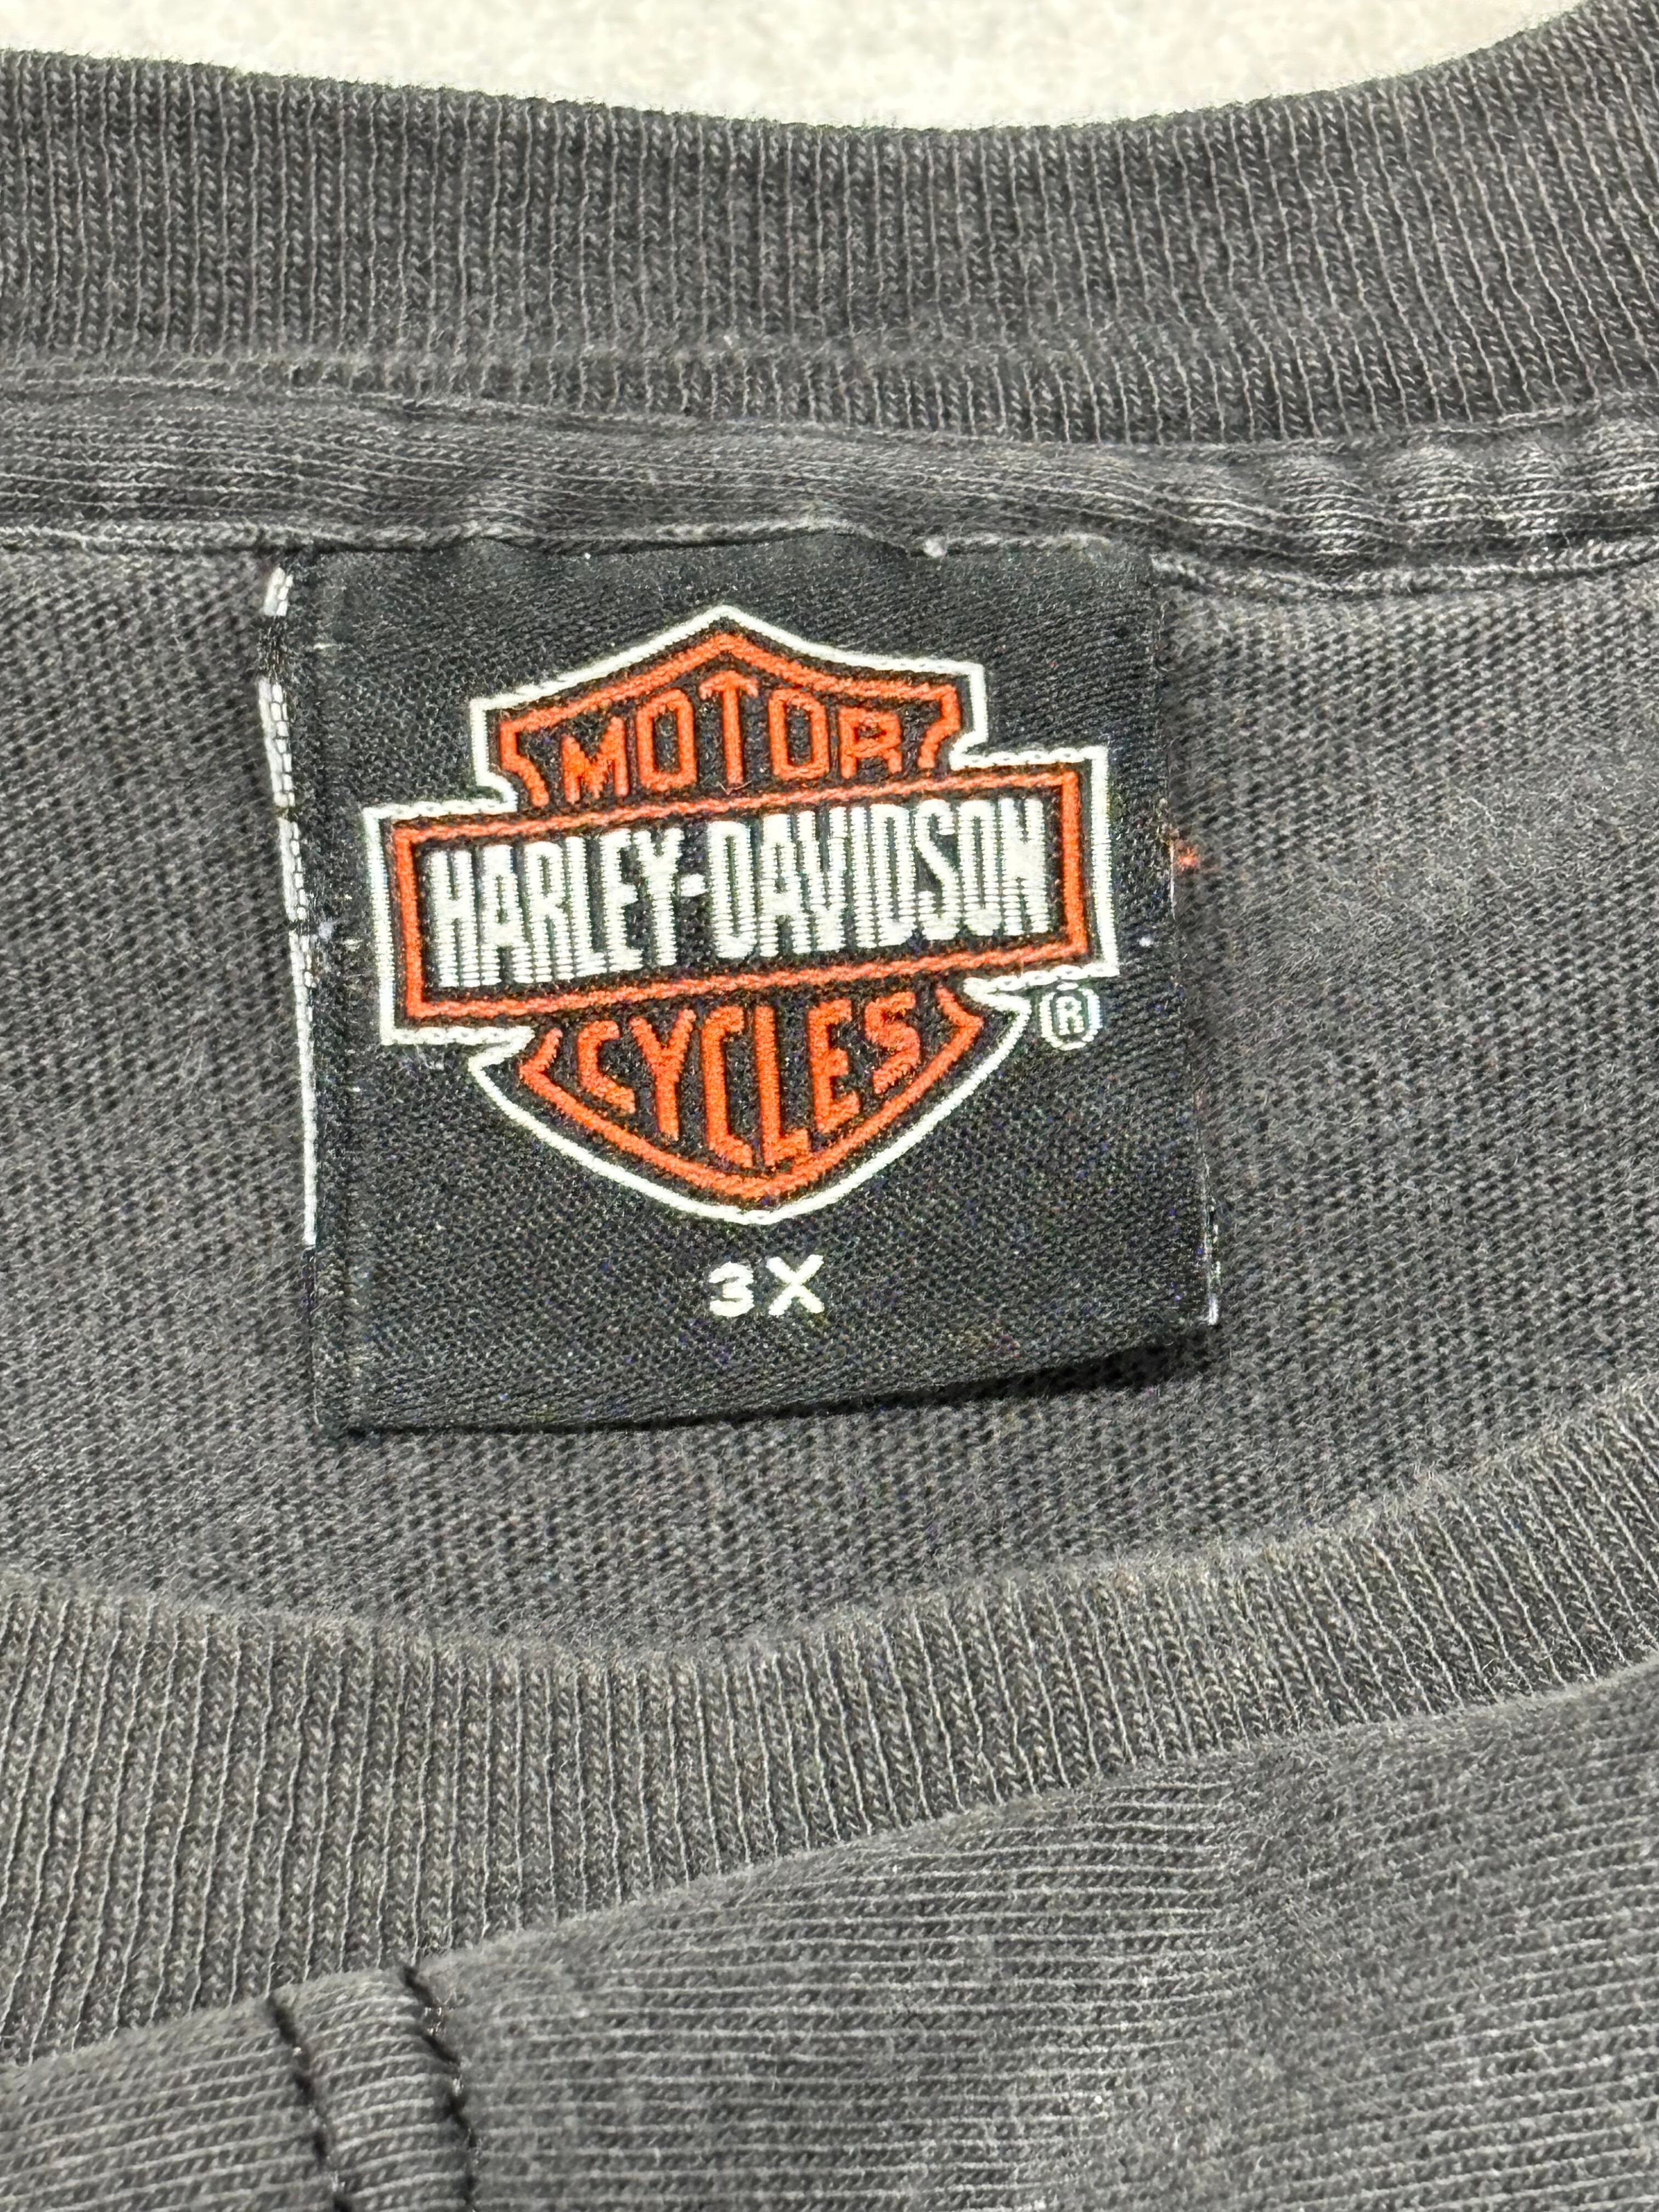 MOTOR
HARLEY-DAVIDSON
CYCLES
®
3X